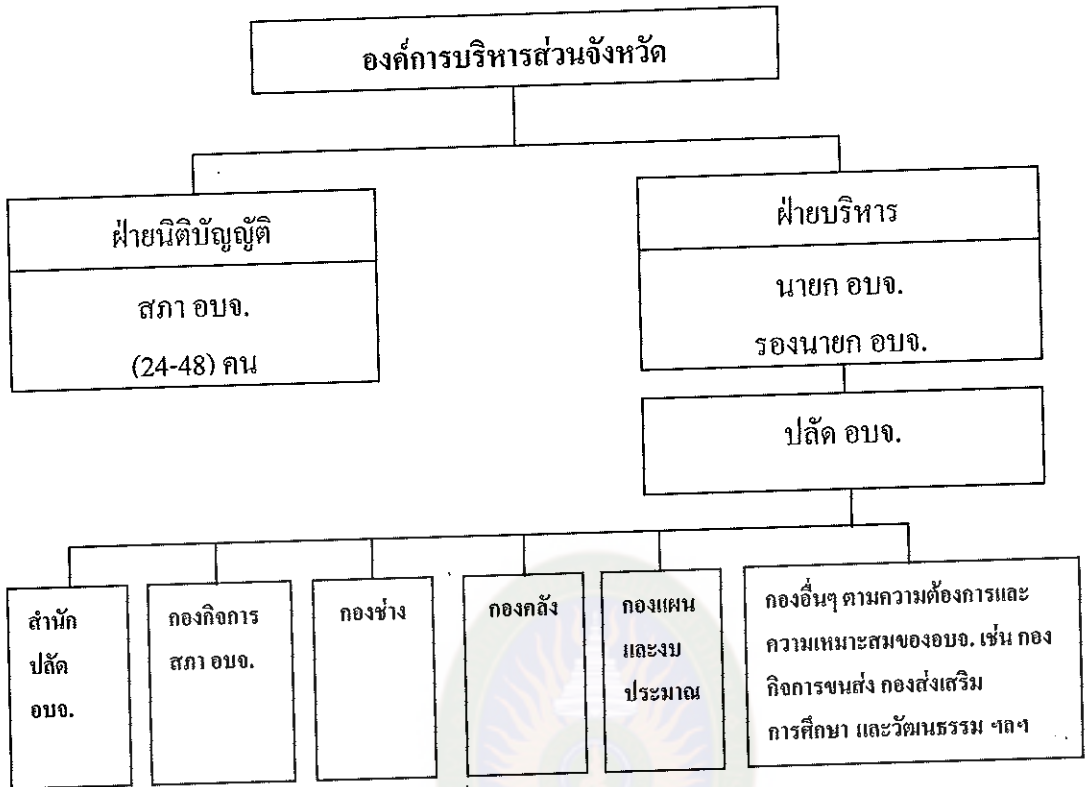 องค์การบริหารส่วนจังหวัด
ฝ่ายนิติบัญญัติ
สภา อบจ.
(24-48) คน
ฝ่ายบริหาร
นายก อบจ.
รองนายก อบจ.
ปลัด อบจ.
สำนัก
ปลัด
อบจ.
กองกิจการ
สภา อบจ.
กองช่าง
กองคลัง
กองแผน
และงบ
ประมาณ
กองอื่นๆ ตามความต้องการและ
ความเหมาะสมของอบจ. เช่น กอง
กิจการขนส่ง กองส่งเสริม
การศึกษา และวัฒนธรรม ฯลฯ